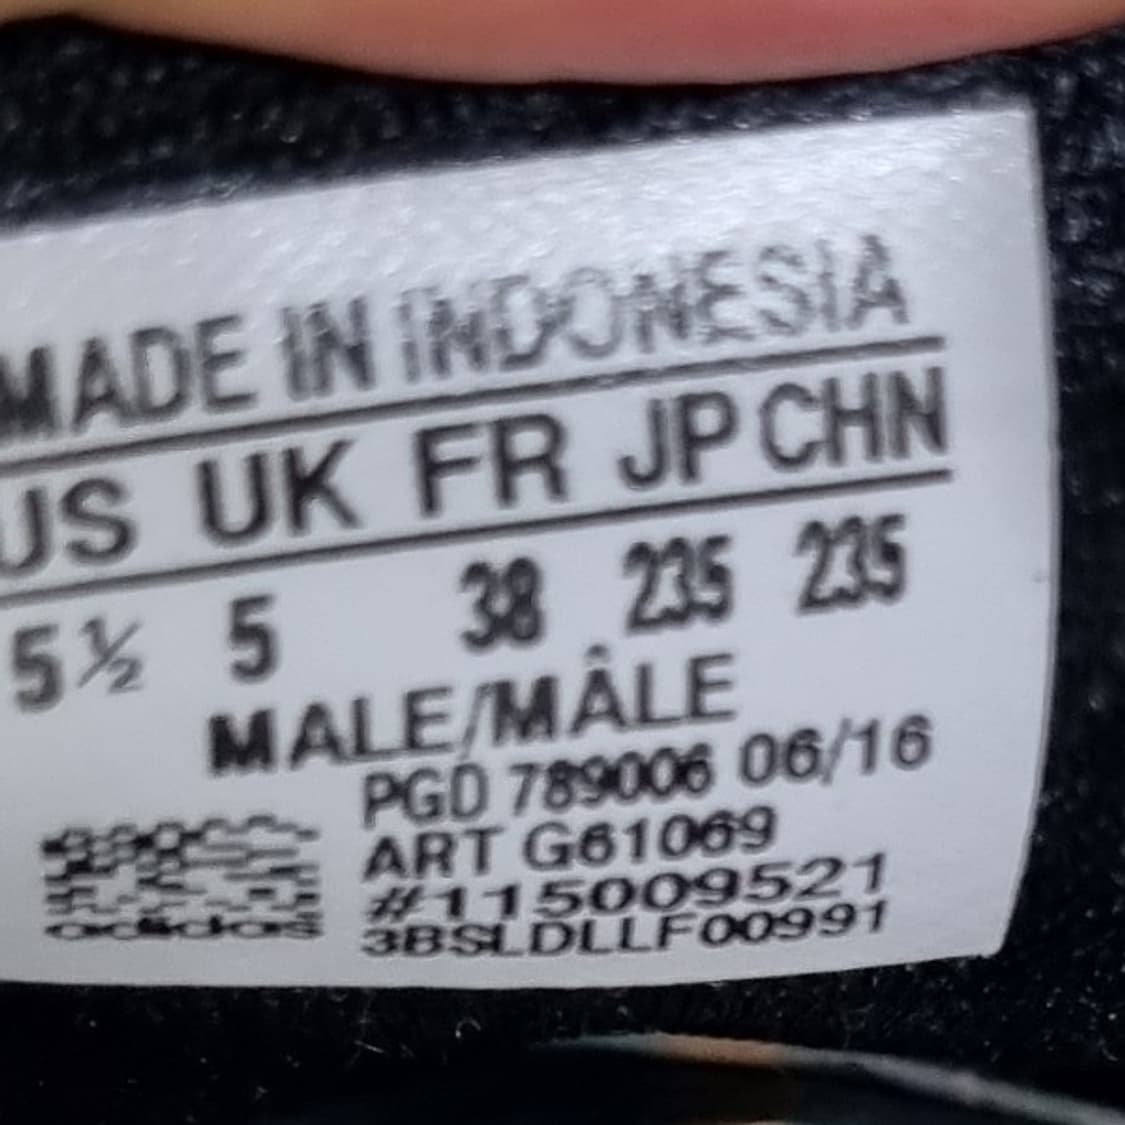 MADE IN INDONESIA
US UK FR JP CHN
5½ 5 38 235 235
MALE/MÂLE
PGD 789006 06/16
ART G61069
#115009521
3BSLDLLF00991
adidas